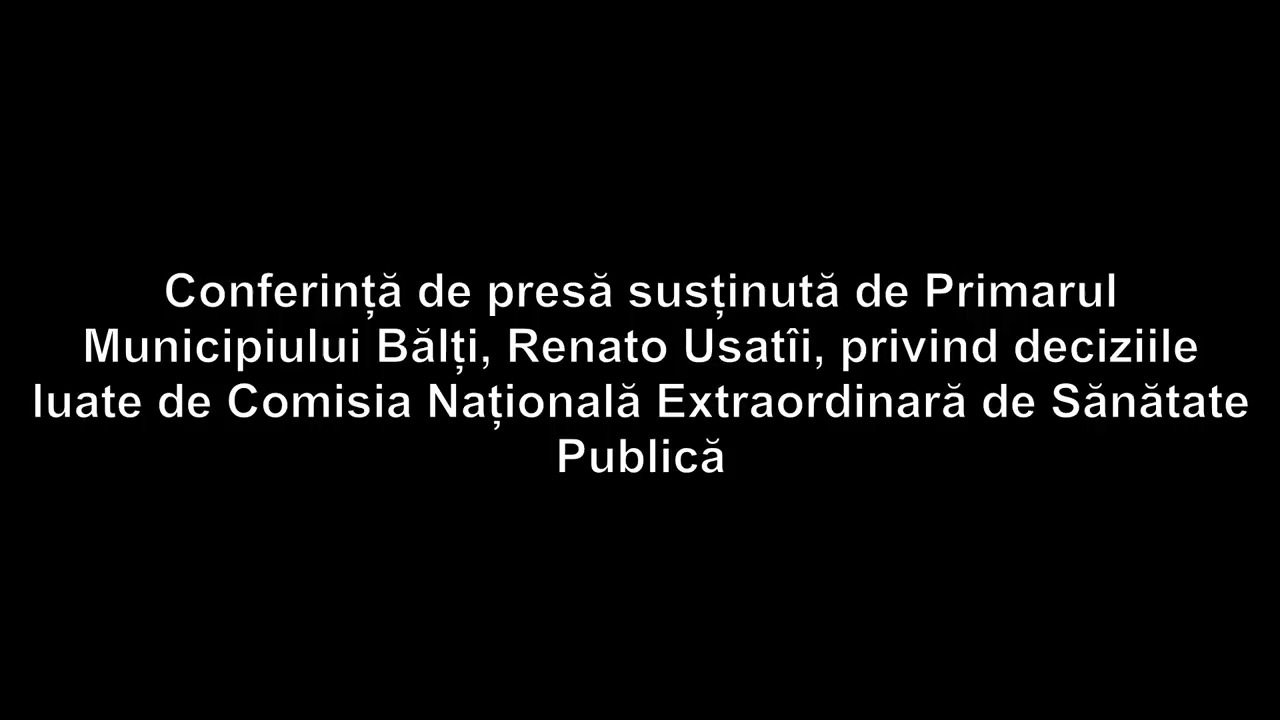 Conferință de presă susținută de Primarul
Municipiului Bălți, Renato Usatîi, privind deciziile
luate de Comisia Națională Extraordinară de Sănătate
Publică